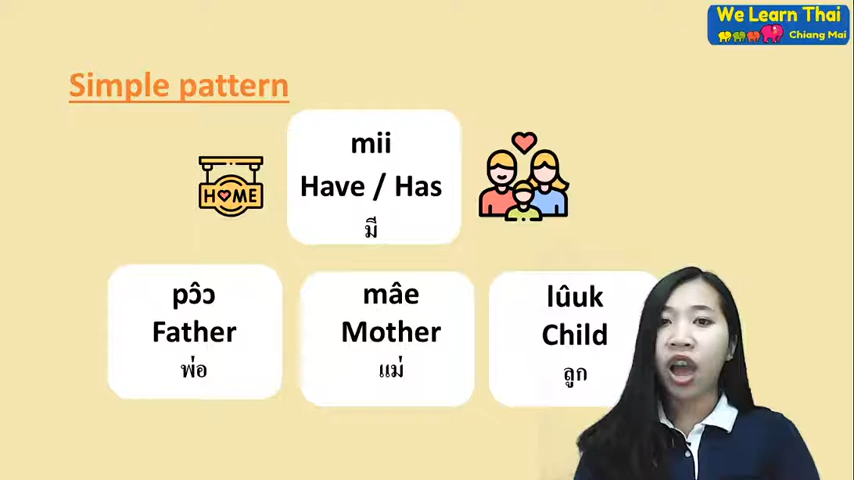 We Learn Thai
Chiang Mai
Simple pattern
HOME
mii
Have / Has
มี
pɔ̂ɔ
Father
พ่อ
mâe
Mother
แม่
lûuk
Child
ลูก